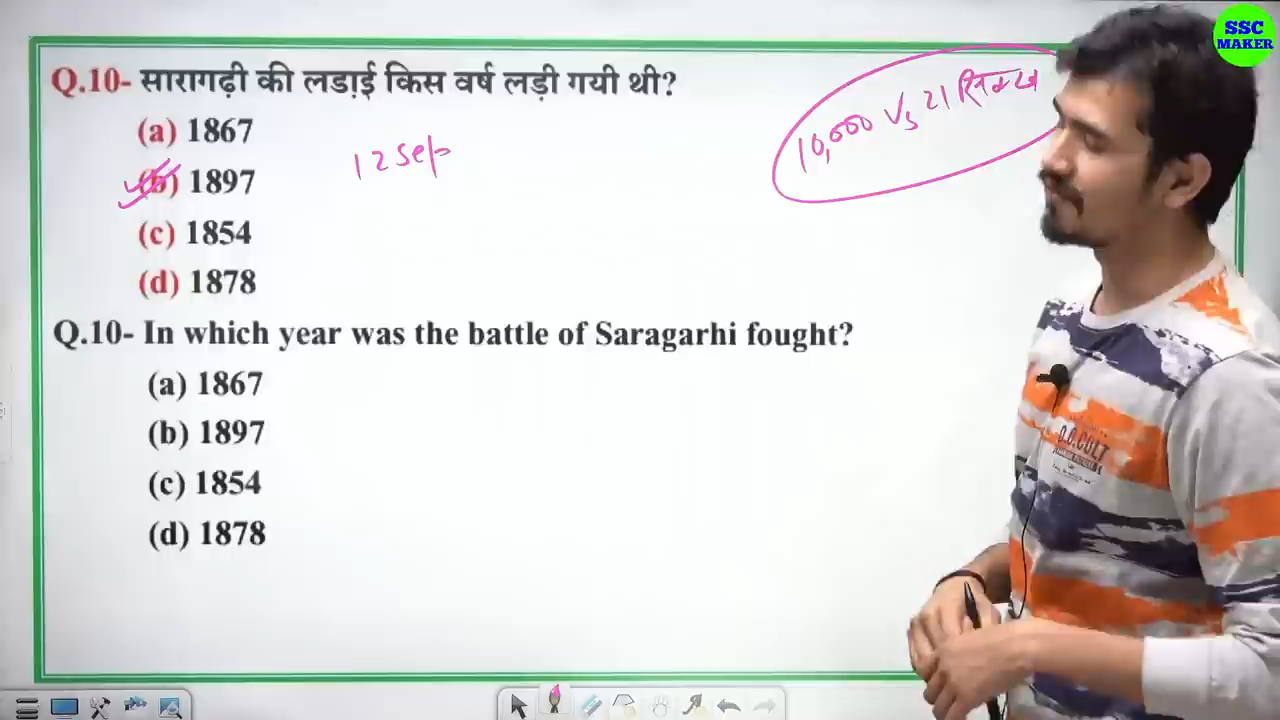 SSC
MAKER
Q.10- सारागढ़ी की लडा़ई किस वर्ष लड़ी गयी थी?
(a) 1867
(b) 1897
(c) 1854
(d) 1878
12 Sep
10,000 Vs 21 सिक्ख
Q.10- In which year was the battle of Saragarhi fought?
(a) 1867
(b) 1897
(c) 1854
(d) 1878
D.D.CULT